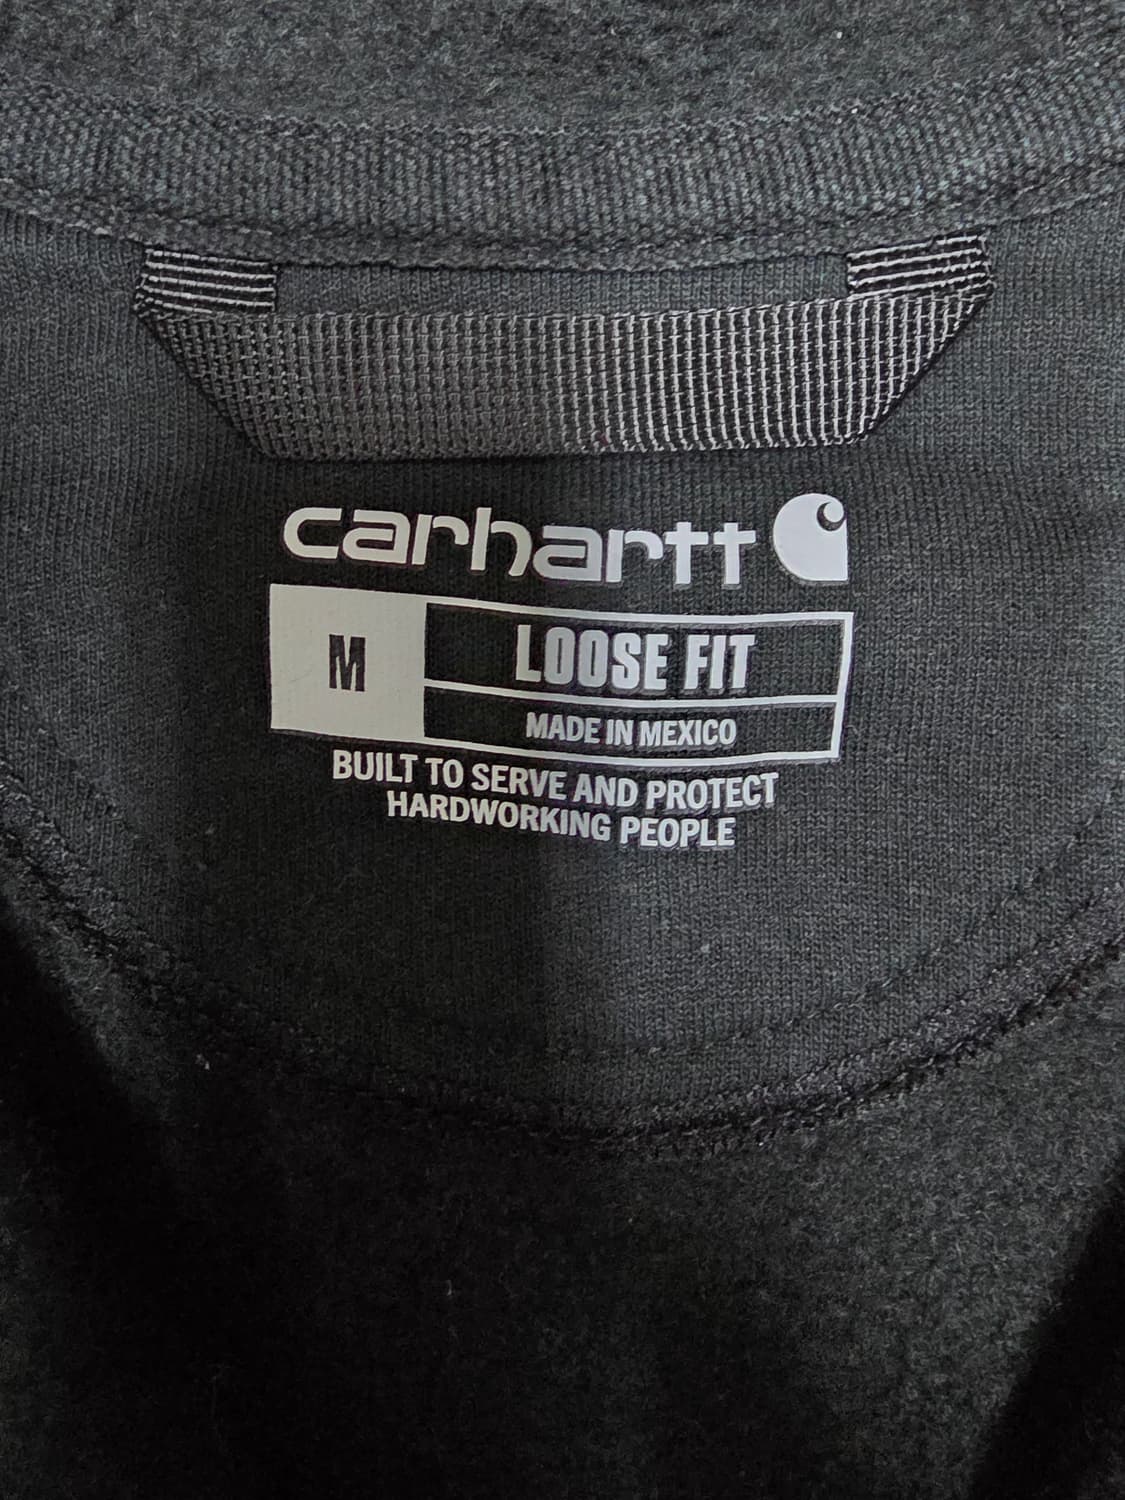 carhartt
M
LOOSE FIT
MADE IN MEXICO
BUILT TO SERVE AND PROTECT
HARDWORKING PEOPLE